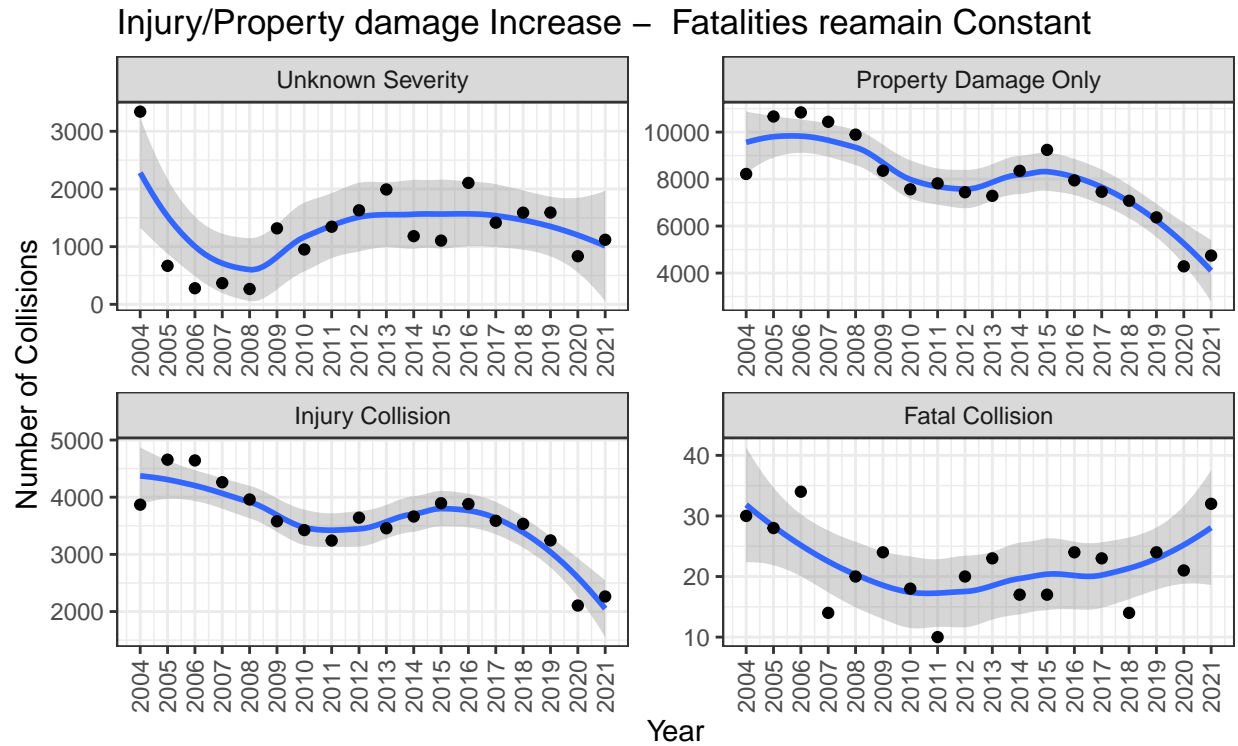 Injury/Property damage Increase – Fatalities reamain Constant
Number of Collisions
Unknown Severity
3000
2000
1000
0
2004 2005 2006 2007 2008 2009 2010 2011 2012 2013 2014 2015 2016 2017 2018 2019 2020 2021
Property Damage Only
10000
8000
6000
4000
2004 2005 2006 2007 2008 2009 2010 2011 2012 2013 2014 2015 2016 2017 2018 2019 2020 2021
Injury Collision
5000
4000
3000
2000
2004 2005 2006 2007 2008 2009 2010 2011 2012 2013 2014 2015 2016 2017 2018 2019 2020 2021
Fatal Collision
40
30
20
10
2004 2005 2006 2007 2008 2009 2010 2011 2012 2013 2014 2015 2016 2017 2018 2019 2020 2021
Year